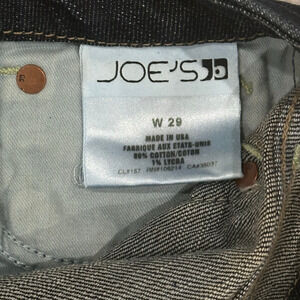 JOE'S
W 29
MADE IN USA
FABRIQUE AUX ETATS-UNIS
99% COTTON/COTON
1% LYCRA